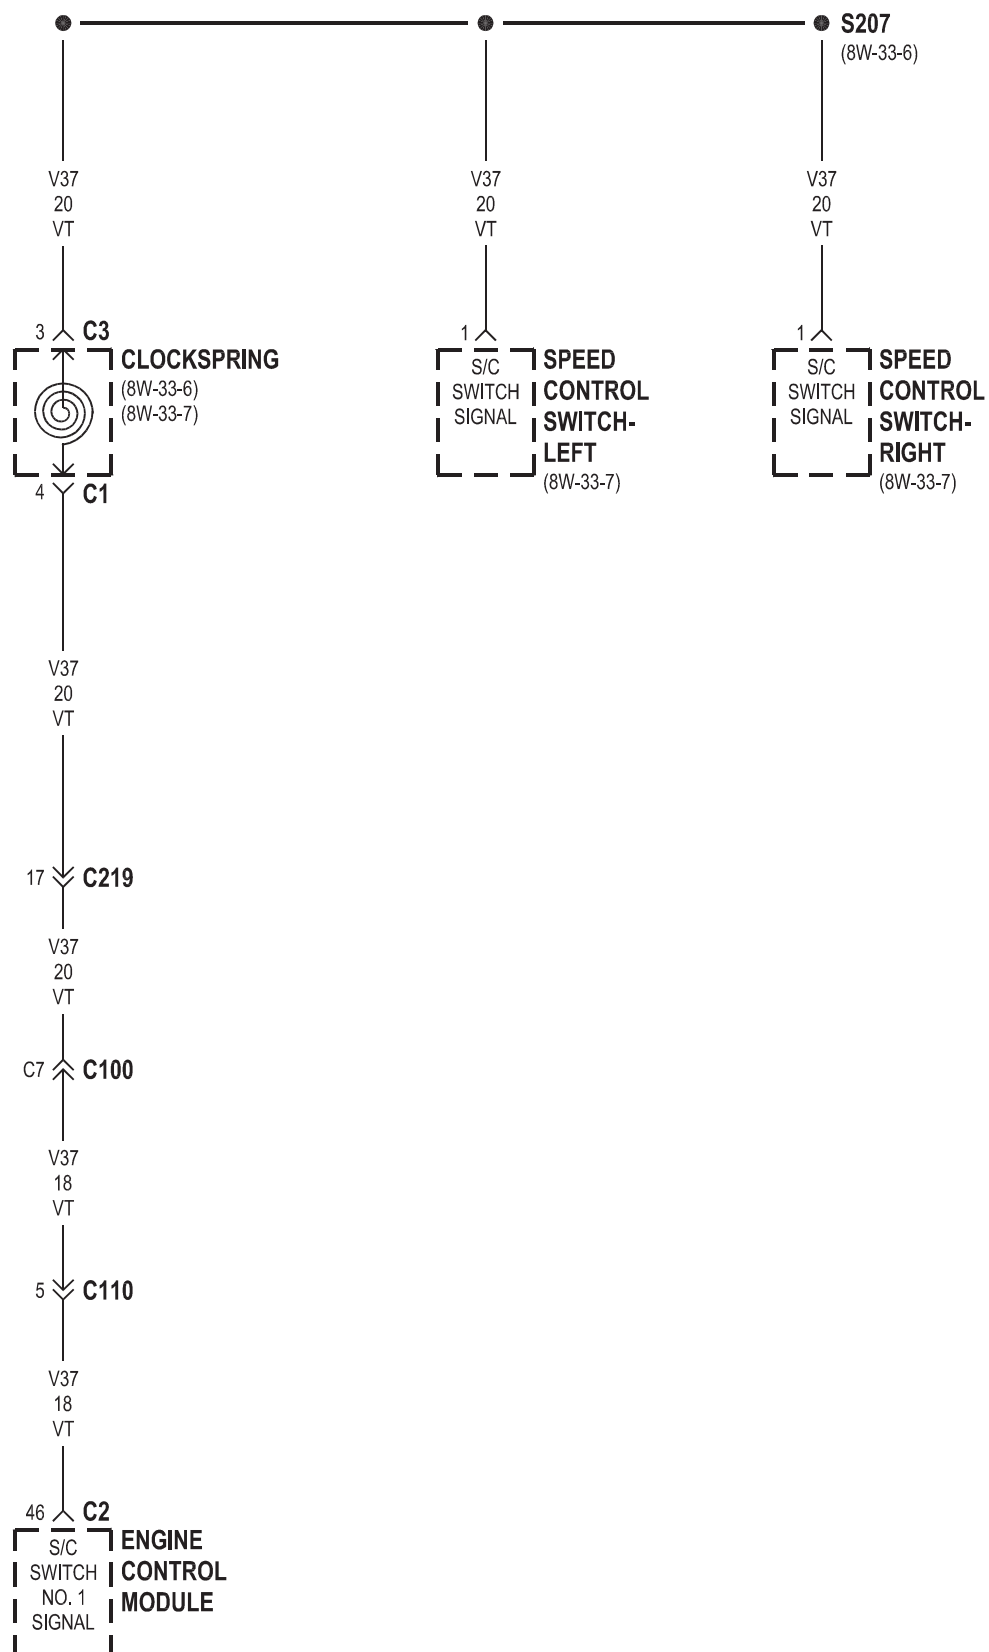 S207
(8W-33-6)
V37
20
VT
V37
20
VT
V37
20
VT
3 C3
CLOCKSPRING
(8W-33-6)
(8W-33-7)
4 C1
1
S/C
SWITCH
SIGNAL
SPEED
CONTROL
SWITCH-
LEFT
(8W-33-7)
1
S/C
SWITCH
SIGNAL
SPEED
CONTROL
SWITCH-
RIGHT
(8W-33-7)
V37
20
VT
17 C219
V37
20
VT
C7 C100
V37
18
VT
5 C110
V37
18
VT
46 C2
S/C
SWITCH
NO. 1
SIGNAL
ENGINE
CONTROL
MODULE